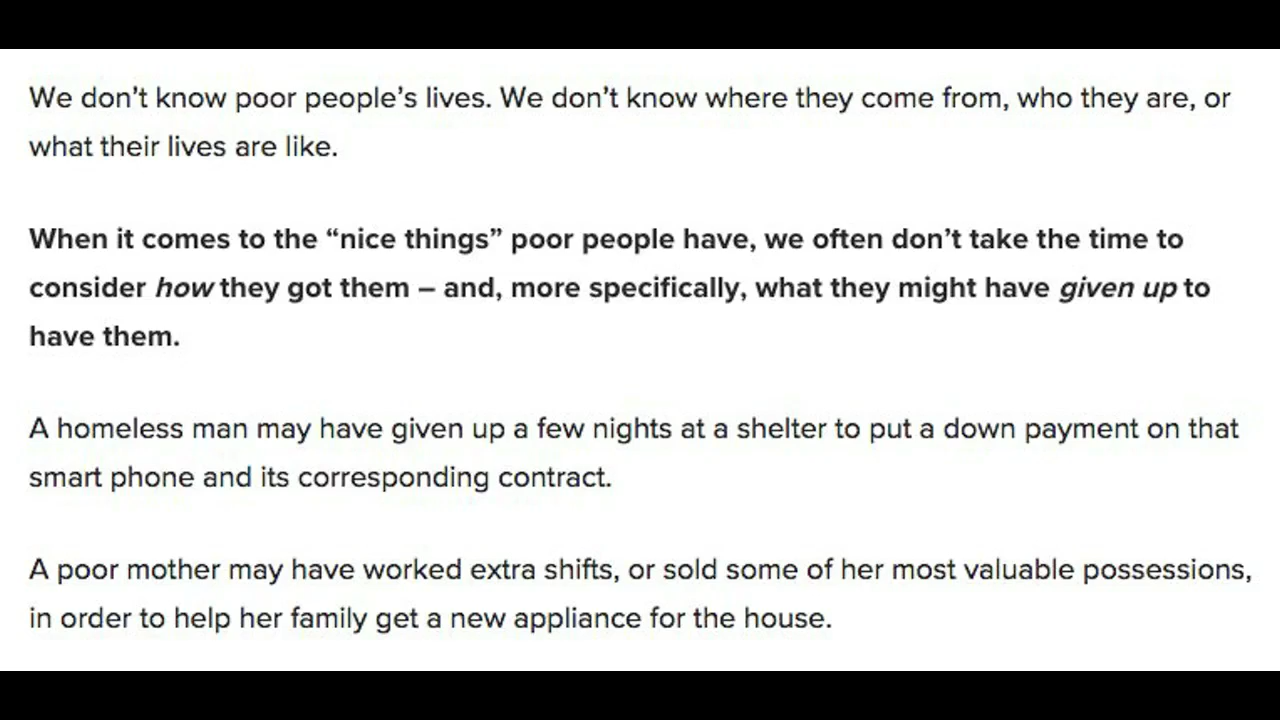 We don’t know poor people’s lives. We don’t know where they come from, who they are, or
what their lives are like.
When it comes to the “nice things” poor people have, we often don’t take the time to
consider how they got them – and, more specifically, what they might have given up to
have them.
A homeless man may have given up a few nights at a shelter to put a down payment on that
smart phone and its corresponding contract.
A poor mother may have worked extra shifts, or sold some of her most valuable possessions,
in order to help her family get a new appliance for the house.